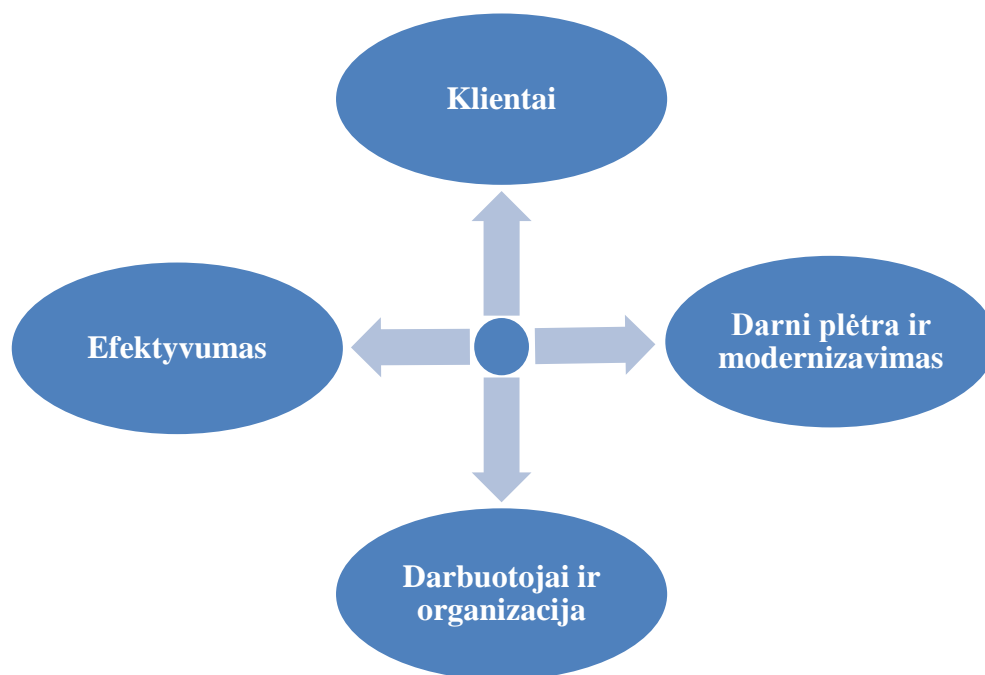 Klientai
Efektyvumas
Darni plėtra ir
modernizavimas
Darbuotojai ir
organizacija